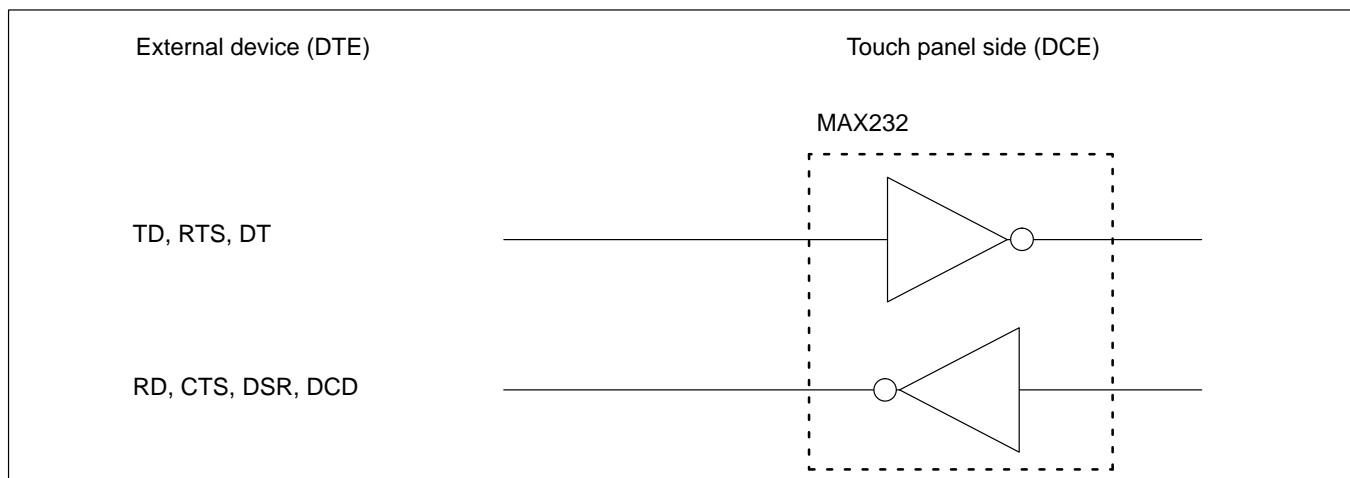 External device (DTE)
Touch panel side (DCE)
MAX232
TD, RTS, DT
RD, CTS, DSR, DCD